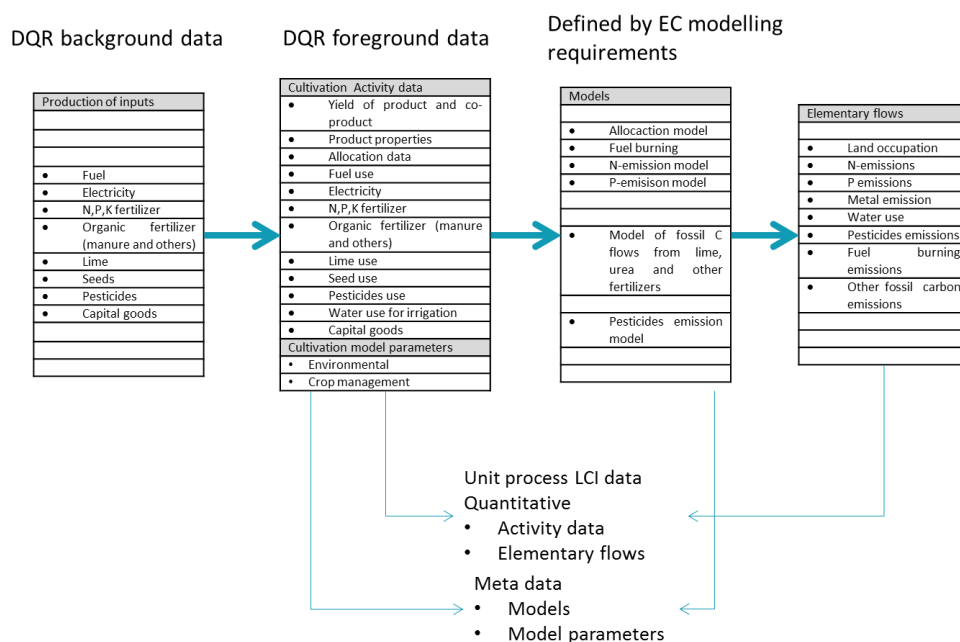 DQR background data
DQR foreground data
Defined by EC modelling
requirements
Production of inputs
• Fuel
• Electricity
• N,P,K fertilizer
• Organic fertilizer
(manure and others)
• Lime
• Seeds
• Pesticides
• Capital goods
Cultivation Activity data
• Yield of product and co-
product
• Product properties
• Allocation data
• Fuel use
• Electricity
• N,P,K fertilizer
• Organic fertilizer (manure
and others)
• Lime use
• Seed use
• Pesticides use
• Water use for irrigation
• Capital goods
Cultivation model parameters
• Environmental
• Crop management
Models
• Allocaction model
• Fuel burning
• N-emission model
• P-emisison model
• Model of fossil C
flows from lime,
urea and other
fertilizers
• Pesticides emission
model
Elementary flows
• Land occupation
• N-emissions
• P emissions
• Metal emission
• Water use
• Pesticides emissions
• Fuel burning
emissions
• Other fossil carbon
emissions
Unit process LCI data
Quantitative
• Activity data
• Elementary flows
Meta data
• Models
• Model parameters